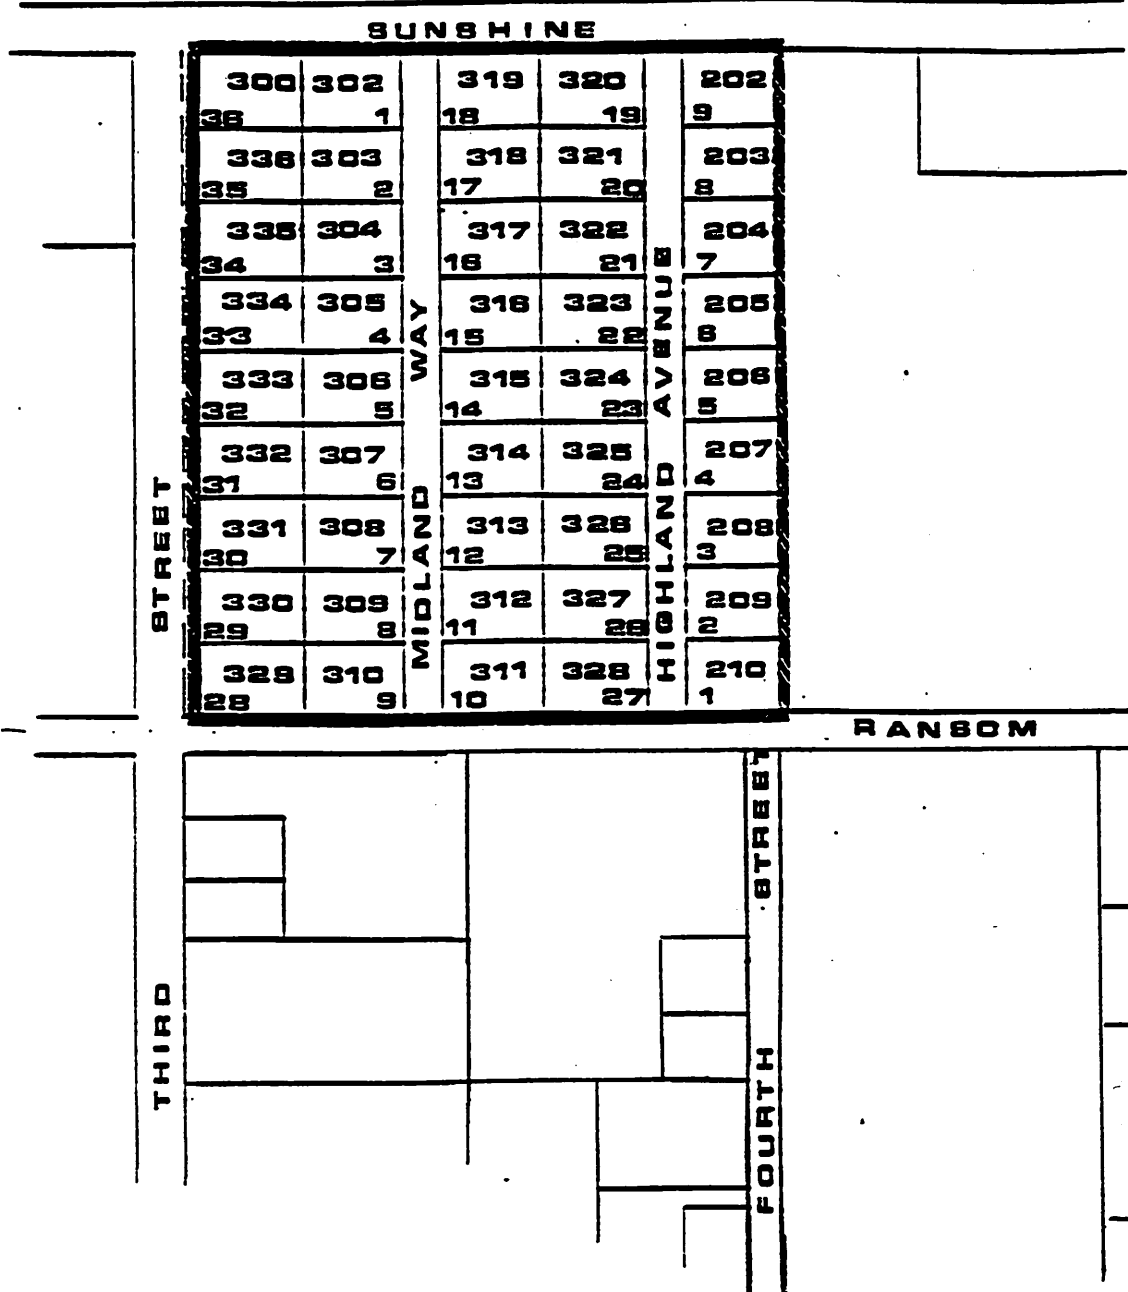 SUNSHINE
300 302 319 320 202
36 1 18 19 9
336 303 318 321 203
35 2 17 20 8
335 304 317 322 204
34 3 16 21 7
334 305 316 323 205
33 4 15 22 6
333 306 315 324 206
32 5 14 23 5
332 307 314 325 207
31 6 13 24 4
331 308 313 326 208
30 7 12 25 3
330 309 312 327 209
29 8 11 26 2
329 310 311 328 210
28 9 10 27 1
MIDLAND WAY
HIGHLAND AVENUE
RANSOM
THIRD STREET
FOURTH STREET